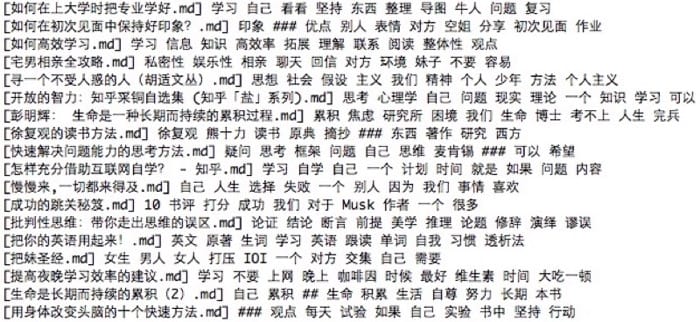 [如何在上大学时把专业学好.md] 学习 自己 看看 坚持 东西 整理 导图 牛人 问题 复习
[如何在初次见面中保持好印象? .md] 印象 ### 优点 别人 表情 对方 空姐 分享 初次见面 作业
[如何高效学习.md] 学习 信息 知识 高效率 拓展 理解 联系 阅读 整体性 观点
[宅男相亲全攻略.md] 私密性 娱乐性 相亲 聊天 回信 对方 环境 妹子 不要 容易
[寻一个不受人惑的人（胡适文丛）.md] 思想 社会 假设 主义 我们 精神 个人 少年 方法 个人主义
[开放的智力：知乎采铜自选集 (知乎「盐」系列).md] 思考 心理学 自己 问题 现实 理论 一个 知识 学习 可以
[彭明辉： 生命是一种长期而持续的累积过程.md] 累积 焦虑 研究所 困境 我们 生命 博士 考不上 人生 完兵
[徐复观的读书方法.md] 徐复观 熊十力 读书 原典 摘抄 ### 东西 著作 研究 西方
[快速解决问题能力的思考方法.md] 疑问 思考 框架 问题 自己 思维 麦肯锡 ### 可以 希望
[怎样充分借助互联网自学? - 知乎.md] 学习 自学 自己 一个 计划 时间 就是 如果 问题 内容
[慢慢来,一切都来得及.md] 自己 人生 选择 失败 一个 别人 因为 我们 事情 喜欢
[成功的跳关秘笈.md] 10 书评 打分 成功 我们 对于 Musk 作者 一个 很多
[批判性思维：带你走出思维的误区.md] 论证 结论 断言 前提 美学 推理 论题 修辞 演绎 谬误
[把你的英语用起来! .md] 英文 原著 生词 学习 英语 跟读 单词 自我 习惯 透析法
[把妹圣经.md] 女生 男人 女人 打压 IOI 一个 对方 交集 自己 需要
[提高夜晚学习效率的建议.md] 学习 不要 上网 晚上 咖啡因 时候 最好 维生素 时间 大吃一顿
[生命是长期而持续的累积（2）.md] 自己 累积 ## 生命 积累 生活 自尊 努力 长期 本书
[用身体改变头脑的十个快速方法.md] ### 观点 每天 试验 如果 自己 实验 书中 坚持 行动